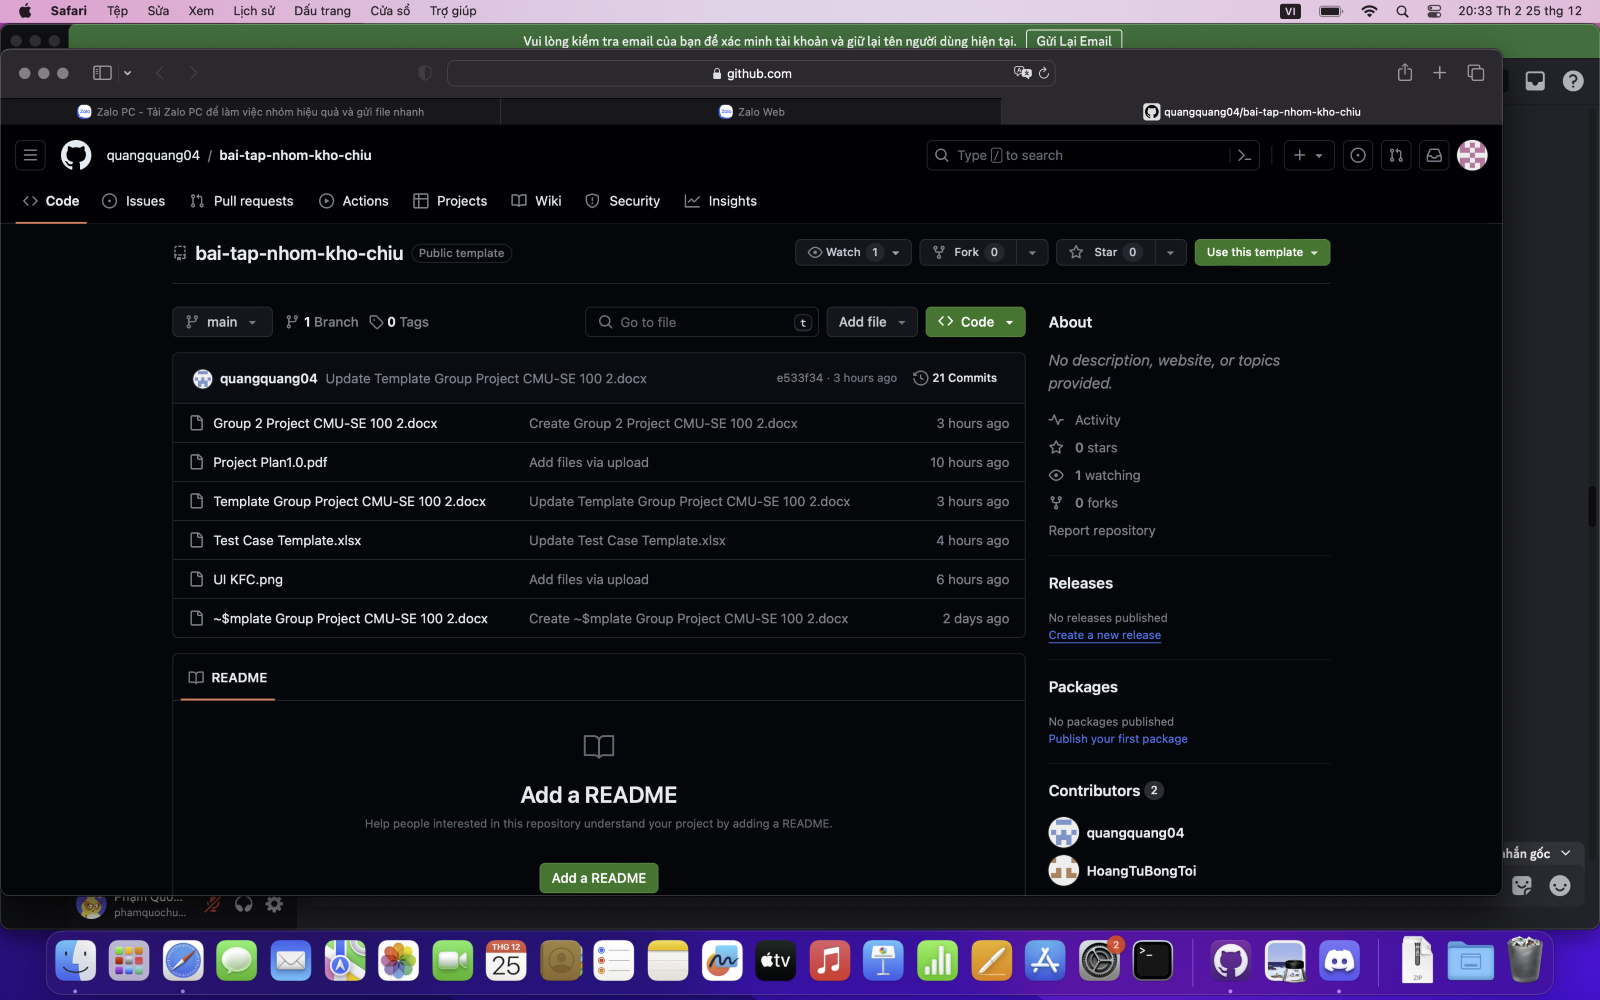 Safari Tệp Sửa Xem Lịch sử Dấu trang Cửa sổ Trợ giúp VI 20:33 Th 2 25 thg 12
Vui lòng kiểm tra email của bạn để xác minh tài khoản và giữ lại tên người dùng hiện tại. Gửi Lại Email
github.com
Zalo PC - Tải Zalo PC để làm việc nhóm hiệu quả và gửi file nhanh
Zalo Web
quangquang04/bai-tap-nhom-kho-chiu
quangquang04 / bai-tap-nhom-kho-chiu
Type / to search
Code Issues Pull requests Actions Projects Wiki Security Insights
bai-tap-nhom-kho-chiu Public template
Watch 1 Fork 0 Star 0 Use this template
main 1 Branch 0 Tags Go to file t Add file Code
quangquang04 Update Template Group Project CMU-SE 100 2.docx e533f34 · 3 hours ago 21 Commits
Group 2 Project CMU-SE 100 2.docx Create Group 2 Project CMU-SE 100 2.docx 3 hours ago
Project Plan1.0.pdf Add files via upload 10 hours ago
Template Group Project CMU-SE 100 2.docx Update Template Group Project CMU-SE 100 2.docx 3 hours ago
Test Case Template.xlsx Update Test Case Template.xlsx 4 hours ago
UI KFC.png Add files via upload 6 hours ago
~$mplate Group Project CMU-SE 100 2.docx Create ~$mplate Group Project CMU-SE 100 2.docx 2 days ago
README
Add a README
Help people interested in this repository understand your project by adding a README.
Add a README
About
No description, website, or topics
provided.
Activity
0 stars
1 watching
0 forks
Report repository
Releases
No releases published
Create a new release
Packages
No packages published
Publish your first package
Contributors 2
quangquang04
HoangTuBongToi
nhắn gốc
Phạm Quố...
phamquochu...
THG 12
25
tv
2
ZIP